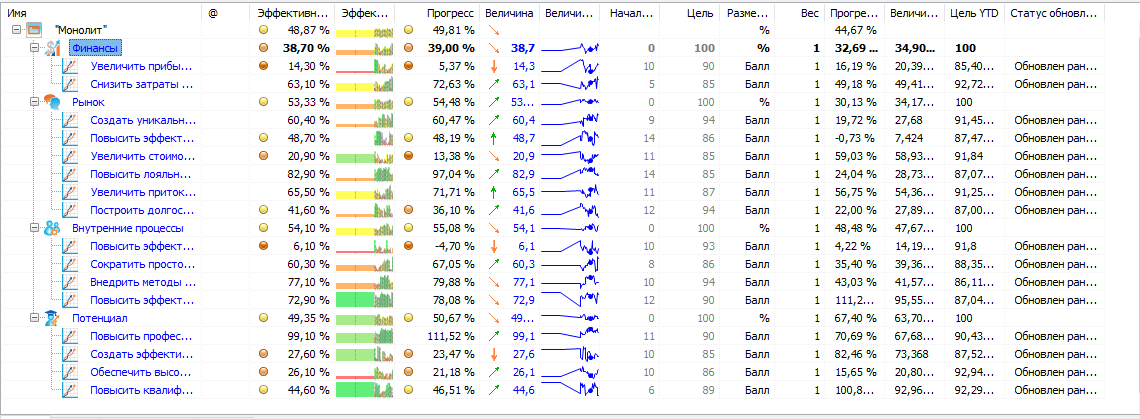 Имя @ Эффективн... Эффек... Прогресс Величина Величи... Начал... Цель Разме... Вес Прогре... Величи... Цель YTD Статус обновл...
"Монолит" 48,87 % 49,81 % % 44,67 %
Финансы 38,70 % 39,00 % 38,7 0 100 % 1 32,69 ... 34,90... 100
Увеличить прибы... 14,30 % 5,37 % 14,3 10 90 Балл 1 16,19 % 20,39... 85,40... Обновлен ран...
Снизить затраты ... 63,10 % 72,63 % 63,1 5 85 Балл 1 49,18 % 49,41... 92,72... Обновлен ран...
Рынок 53,33 % 54,48 % 53... 0 100 % 1 30,13 % 34,17... 100
Создать уникальн... 60,40 % 60,47 % 60,4 9 94 Балл 1 19,72 % 27,68 91,45... Обновлен ран...
Повысить эффект... 48,70 % 48,19 % 48,7 14 86 Балл 1 -0,73 % 7,424 87,47... Обновлен ран...
Увеличить стоимо... 20,90 % 13,38 % 20,9 11 85 Балл 1 59,03 % 58,93... 91,84 Обновлен ран...
Повысить лояльн... 82,90 % 97,04 % 82,9 14 85 Балл 1 24,04 % 28,73... 87,07... Обновлен ран...
Увеличить приток... 65,50 % 71,71 % 65,5 11 87 Балл 1 56,75 % 54,36... 91,25... Обновлен ран...
Построить долгос... 41,60 % 36,10 % 41,6 12 94 Балл 1 22,00 % 27,89... 87,00... Обновлен ран...
Внутренние процессы 54,10 % 55,08 % 54,1 0 100 % 1 48,48 % 47,67... 100
Повысить эффект... 6,10 % -4,70 % 6,1 10 93 Балл 1 4,22 % 14,19... 91,8 Обновлен ран...
Сократить просто... 60,30 % 67,05 % 60,3 8 86 Балл 1 35,40 % 39,36... 88,35... Обновлен ран...
Внедрить методы ... 77,10 % 79,88 % 77,1 10 94 Балл 1 43,03 % 41,57... 86,11... Обновлен ран...
Повысить эффект... 72,90 % 78,08 % 72,9 12 90 Балл 1 111,2... 95,55... 87,04... Обновлен ран...
Потенциал 49,35 % 50,67 % 49... 0 100 % 1 67,40 % 63,70... 100
Повысить профес... 99,10 % 111,52 % 99,1 11 90 Балл 1 70,69 % 67,68... 90,43... Обновлен ран...
Создать эффекти... 27,60 % 23,47 % 27,6 10 85 Балл 1 82,46 % 73,368 87,52... Обновлен ран...
Обеспечить высо... 26,10 % 21,18 % 26,1 10 86 Балл 1 15,65 % 20,80... 92,94... Обновлен ран...
Повысить квалиф... 44,60 % 46,51 % 44,6 6 89 Балл 1 100,8... 92,96... 92,29... Обновлен ран...